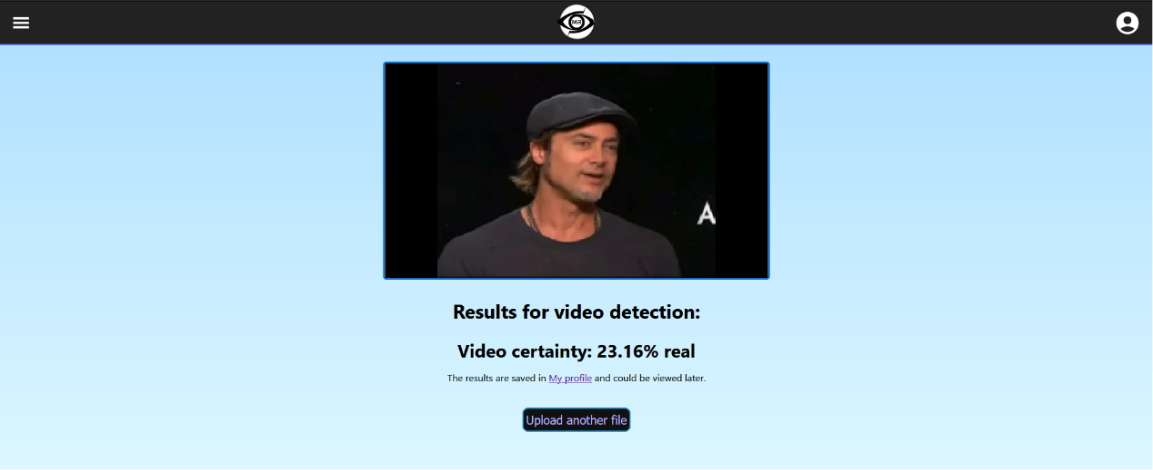 A
Results for video detection:
Video certainty: 23.16% real
The results are saved in My profile and could be viewed later.
Upload another file